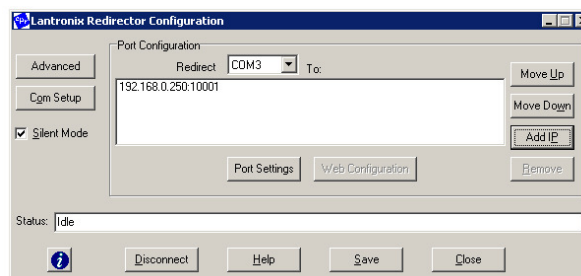 Lantronix Redirector Configuration
Port Configuration
Advanced
Redirect COM3 To:
Move Up
Com Setup
192.168.0.250:10001
Move Down
Silent Mode
Add IP
Port Settings
Web Configuration
Remove
Status: Idle
Disconnect
Help
Save
Close